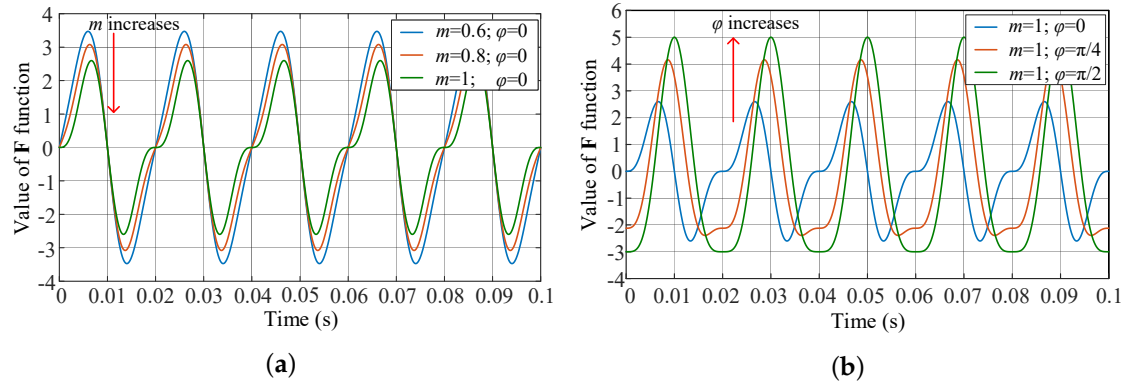 m increases
m=0.6; φ=0
m=0.8; φ=0
m=1; φ=0
Value of F function
4
3
2
1
0
-1
-2
-3
-4
0 0.01 0.02 0.03 0.04 0.05 0.06 0.07 0.08 0.09 0.1
Time (s)
(a)
φ increases
m=1; φ=0
m=1; φ=π/4
m=1; φ=π/2
Value of F function
6
5
4
3
2
1
0
-1
-2
-3
-4
0 0.01 0.02 0.03 0.04 0.05 0.06 0.07 0.08 0.09 0.1
Time (s)
(b)